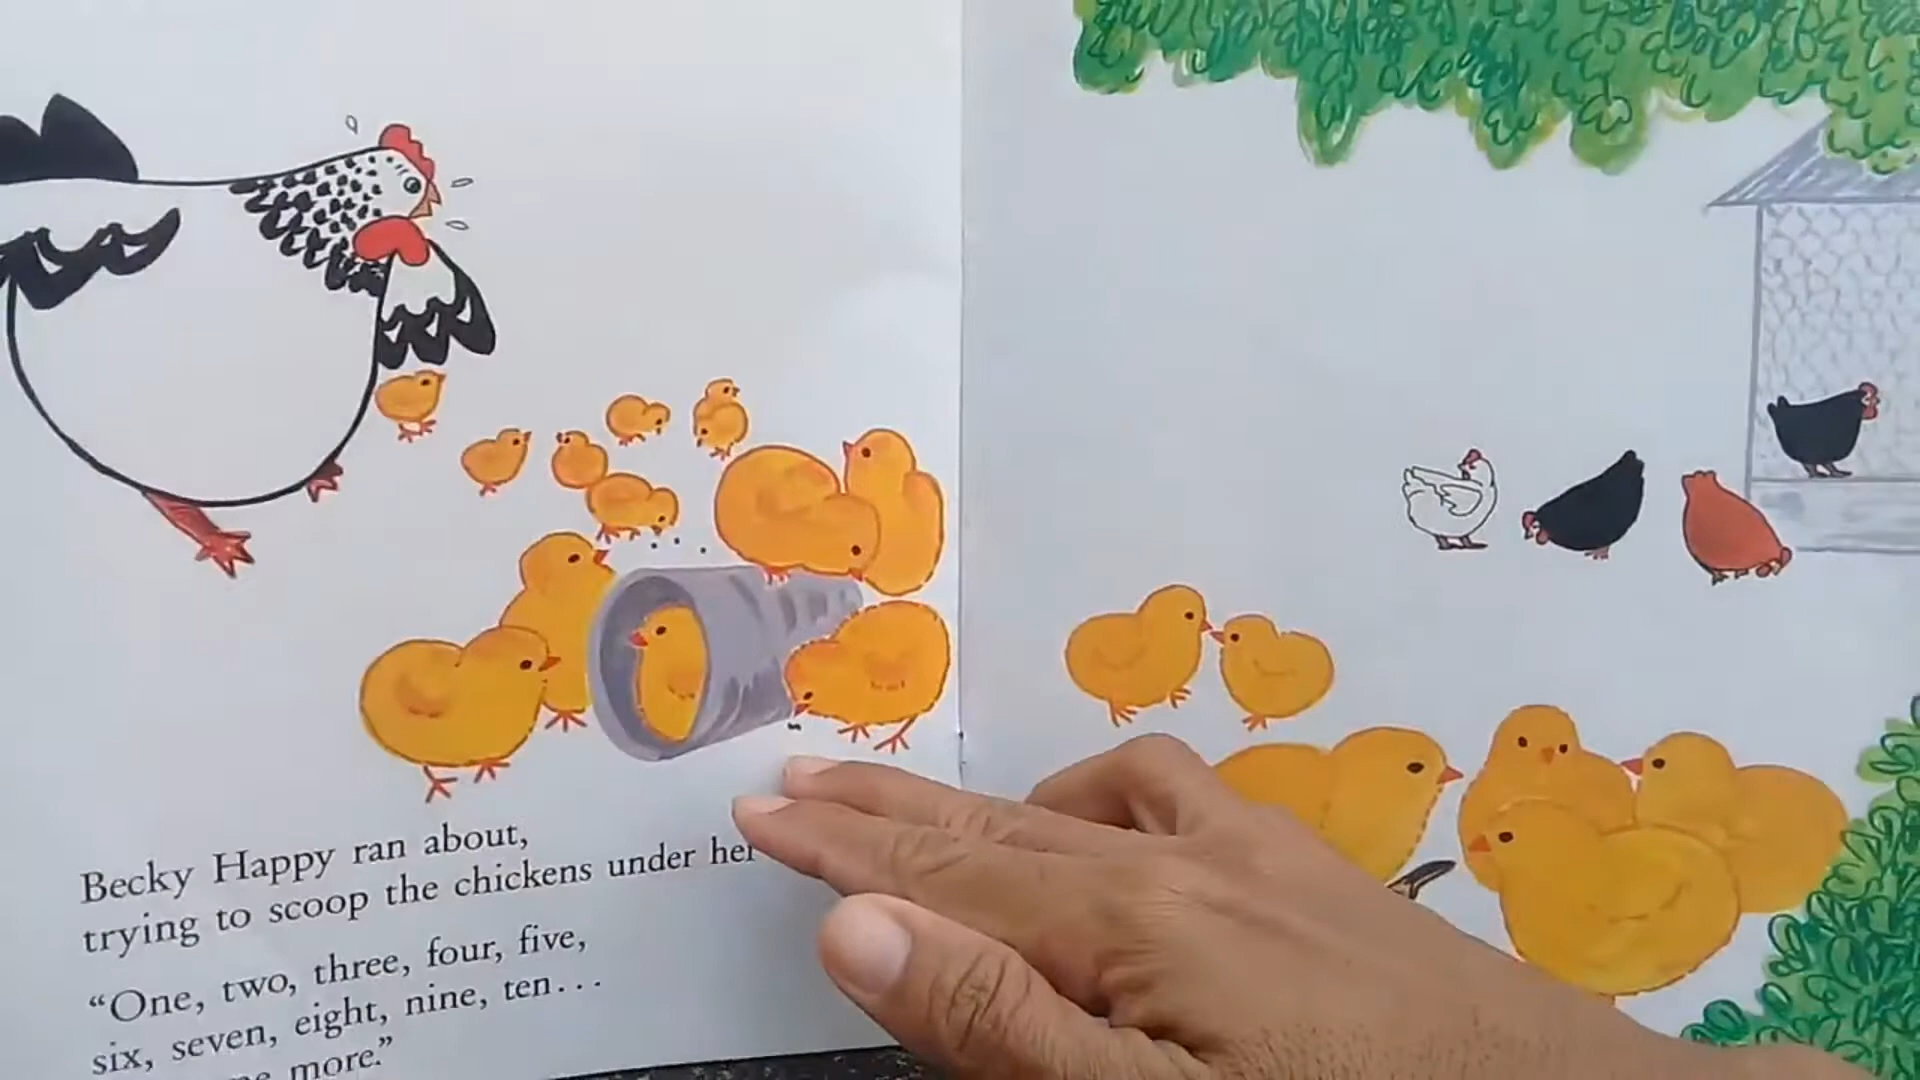 Becky Happy ran about,
trying to scoop the chickens under her
“One, two, three, four, five,
six, seven, eight, nine, ten...
more.”